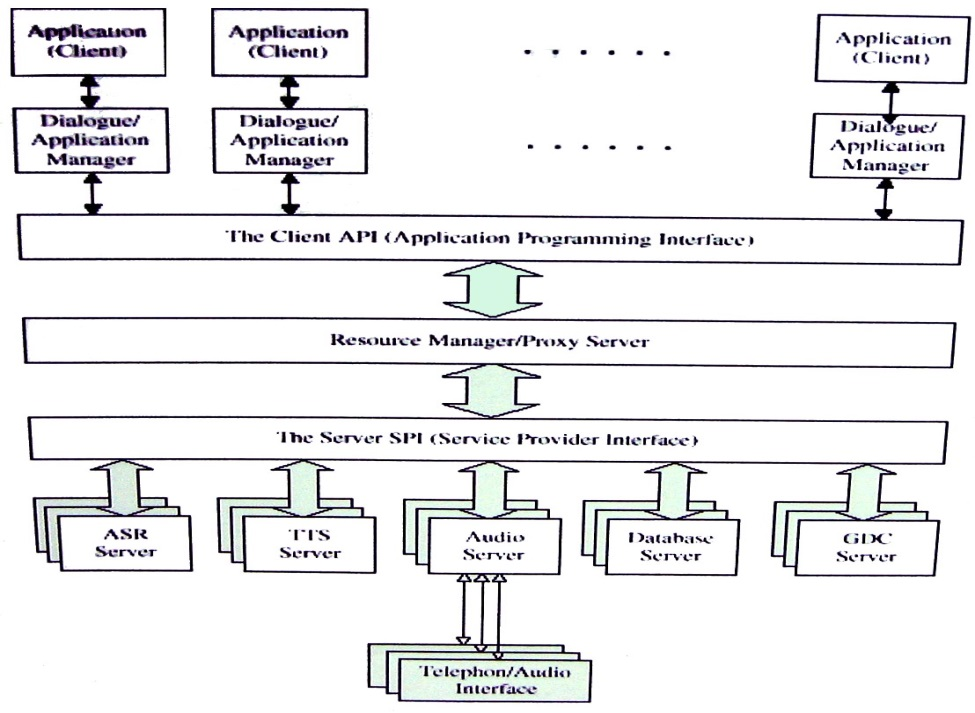 Application
(Client)
Application
(Client)
Application
(Client)
Dialogue/
Application
Manager
Dialogue/
Application
Manager
Dialogue/
Application
Manager
The Client API (Application Programming Interface)
Resource Manager/Proxy Server
The Server SPI (Service Provider Interface)
ASR
Server
TTS
Server
Audio
Server
Database
Server
GDC
Server
Telephon/Audio
Interface